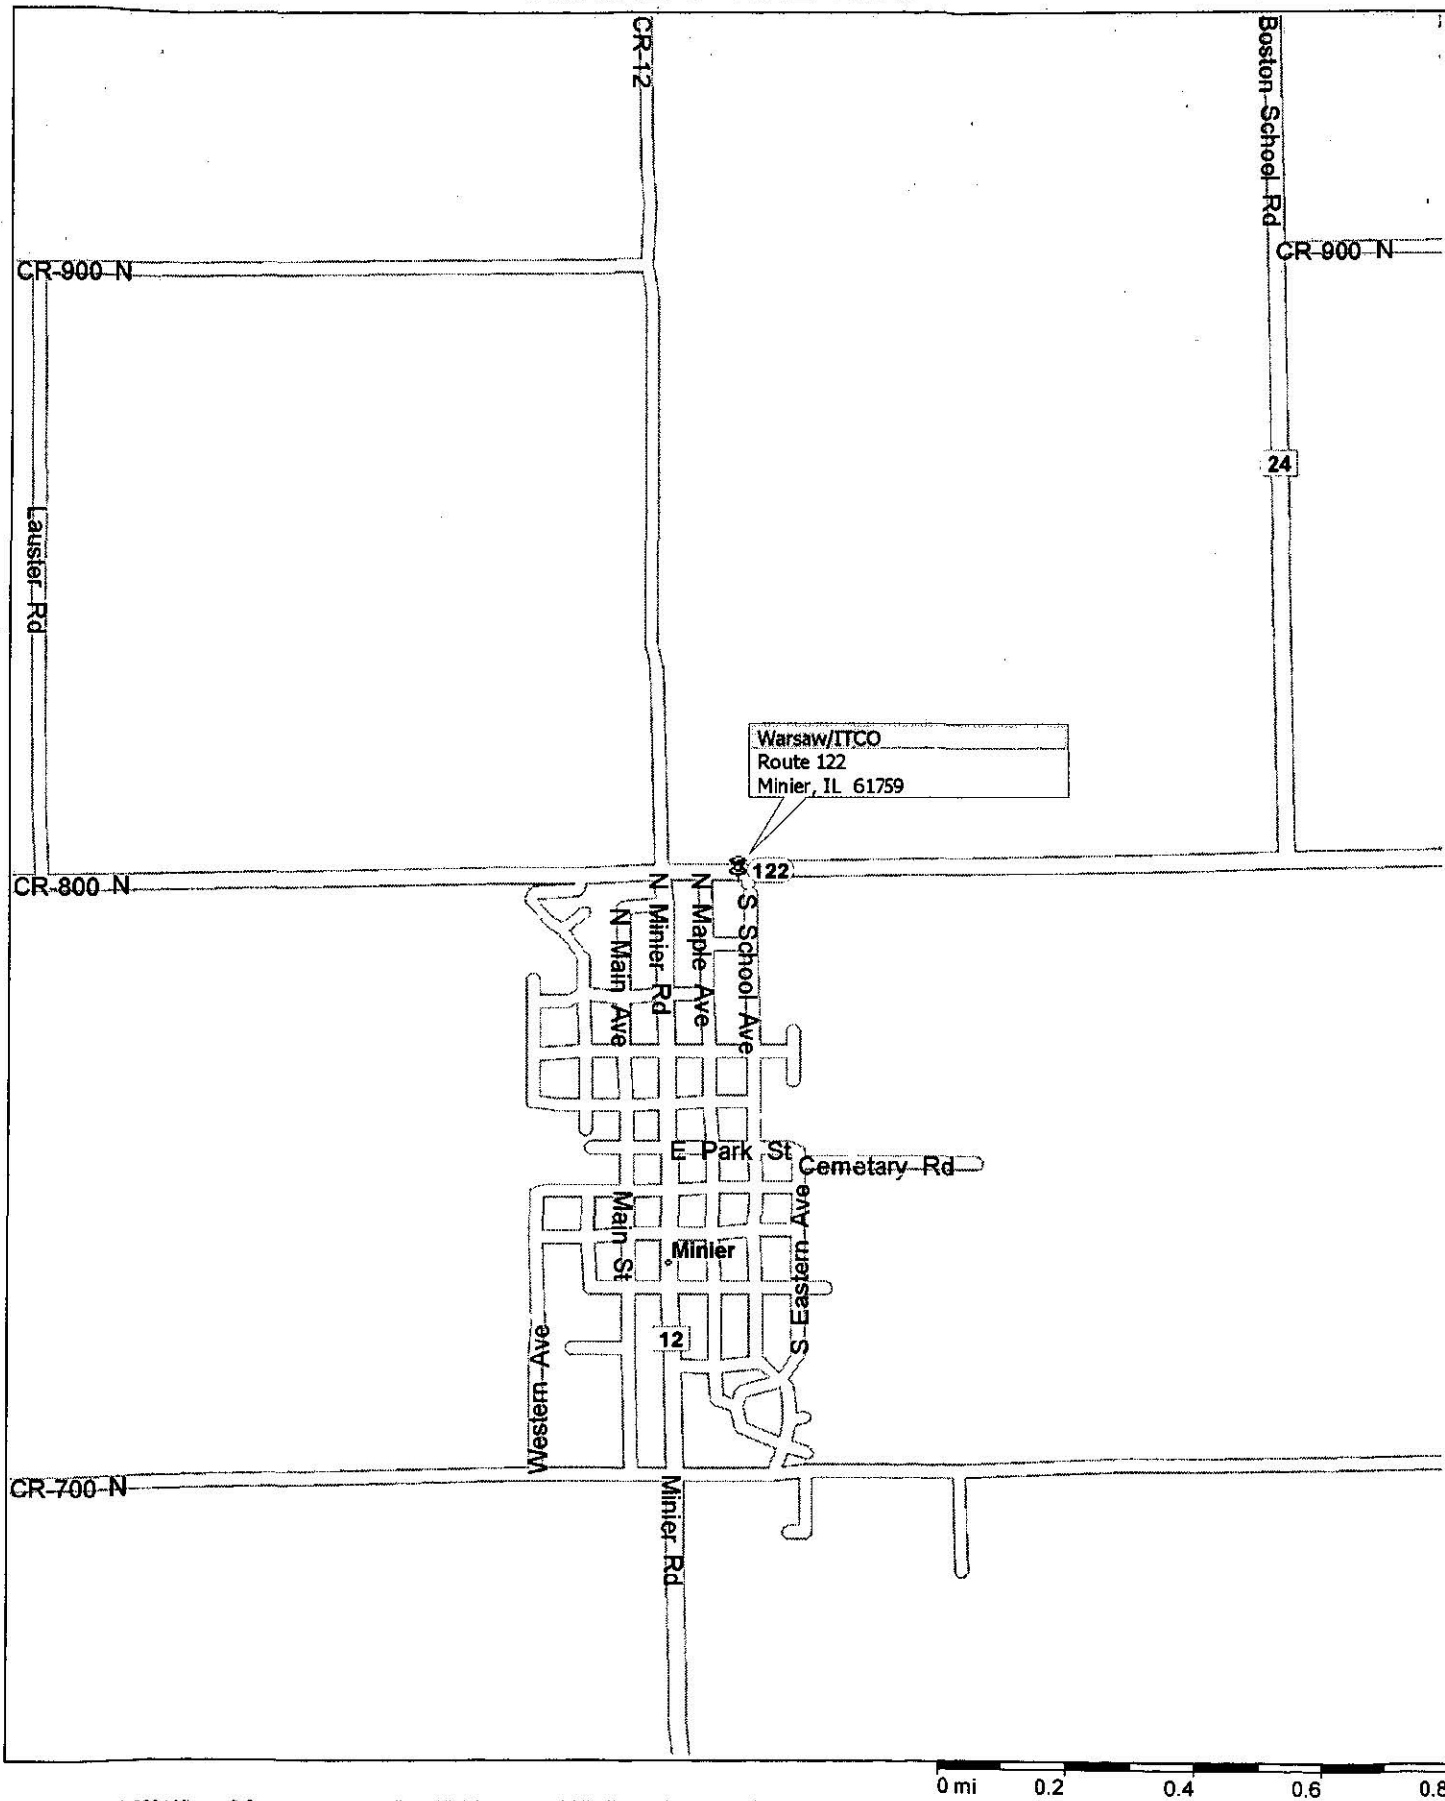 CR-12
Boston School Rd
CR-900 N
CR-900 N
24
Lauster Rd
Warsaw/ITCO
Route 122
Minier, IL 61759
122
CR-800 N
N Main Ave
N Minier Rd
N Maple Ave
S School Ave
E Park St
Cemetary Rd
Main St
Minier
S Eastern Ave
12
Western Ave
CR-700 N
Minier Rd
0 mi 0.2 0.4 0.6 0.8